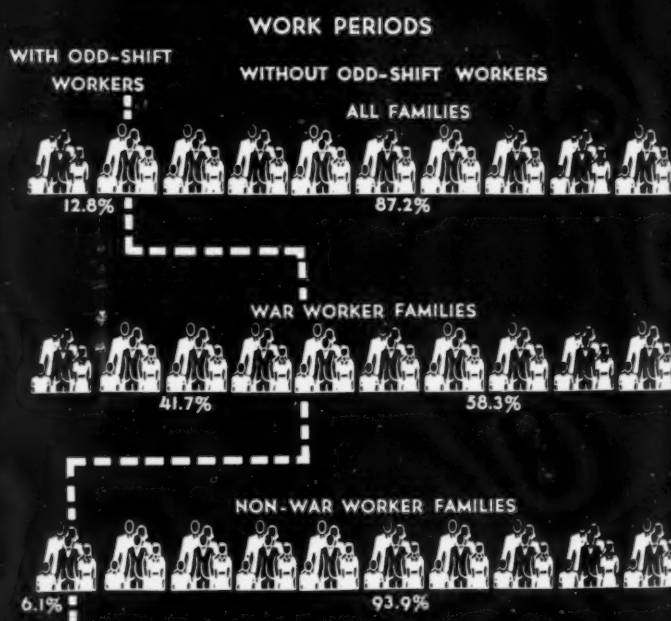 WORK PERIODS
WITH ODD-SHIFT
WORKERS
WITHOUT ODD-SHIFT WORKERS
ALL FAMILIES
12.8%
87.2%
WAR WORKER FAMILIES
41.7%
58.3%
NON-WAR WORKER FAMILIES
6.1%
93.9%